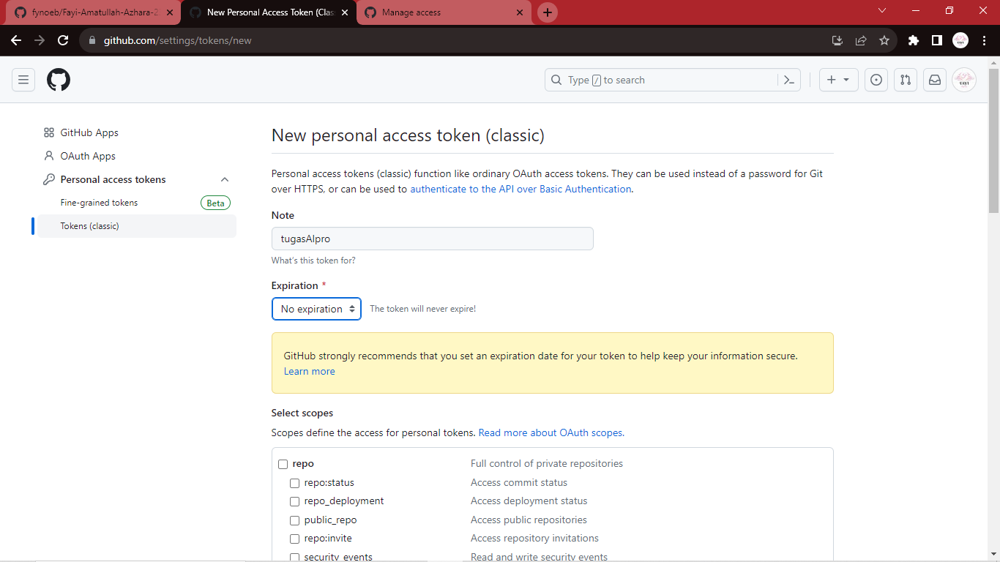 fynoeb/Fayi-Amatullah-Azhara-2
New Personal Access Token (Clas
Manage access
github.com/settings/tokens/new
Type / to search
GitHub Apps
OAuth Apps
Personal access tokens
Fine-grained tokens Beta
Tokens (classic)
New personal access token (classic)
Personal access tokens (classic) function like ordinary OAuth access tokens. They can be used instead of a password for Git
over HTTPS, or can be used to authenticate to the API over Basic Authentication.
Note
tugasAlpro
What's this token for?
Expiration *
No expiration The token will never expire!
GitHub strongly recommends that you set an expiration date for your token to help keep your information secure.
Learn more
Select scopes
Scopes define the access for personal tokens. Read more about OAuth scopes.
repo Full control of private repositories
repo:status Access commit status
repo_deployment Access deployment status
public_repo Access public repositories
repo:invite Access repository invitations
security_events Read and write security events